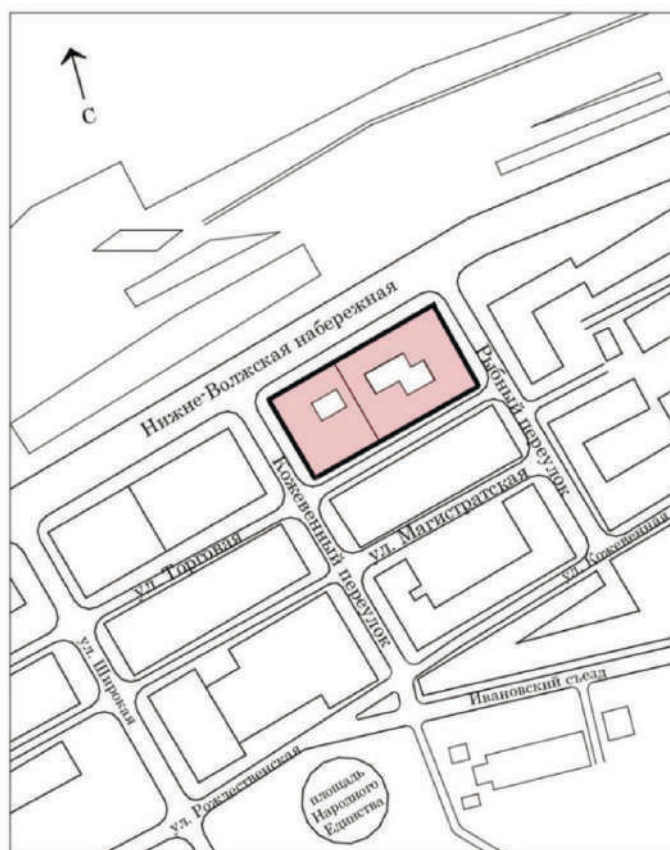 С
Нижне-Волжская набережная
Рыбный переулок
Кожевенный переулок
ул. Магистратская
ул. Торговая
ул. Кожевенная
ул. Широкая
Ивановский съезд
ул. Рождественская
площадь
Народного
Единства